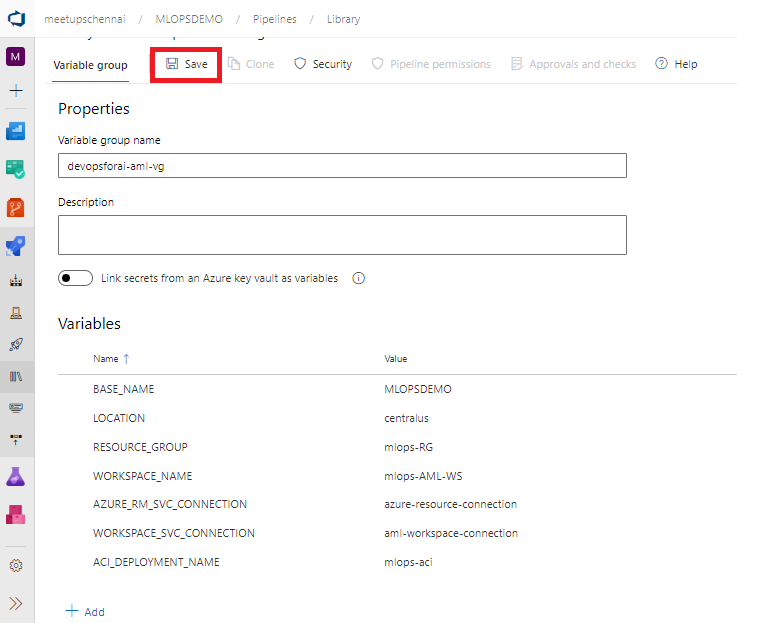 meetupschennai / MLOPSDEMO / Pipelines / Library
M
Variable group Save Clone Security Pipeline permissions Approvals and checks Help
Properties
Variable group name
devopsforai-aml-vg
Description
Link secrets from an Azure key vault as variables
Variables
Name ↑ Value
BASE_NAME MLOPSDEMO
LOCATION centralus
RESOURCE_GROUP mlops-RG
WORKSPACE_NAME mlops-AML-WS
AZURE_RM_SVC_CONNECTION azure-resource-connection
WORKSPACE_SVC_CONNECTION aml-workspace-connection
ACI_DEPLOYMENT_NAME mlops-aci
+ Add